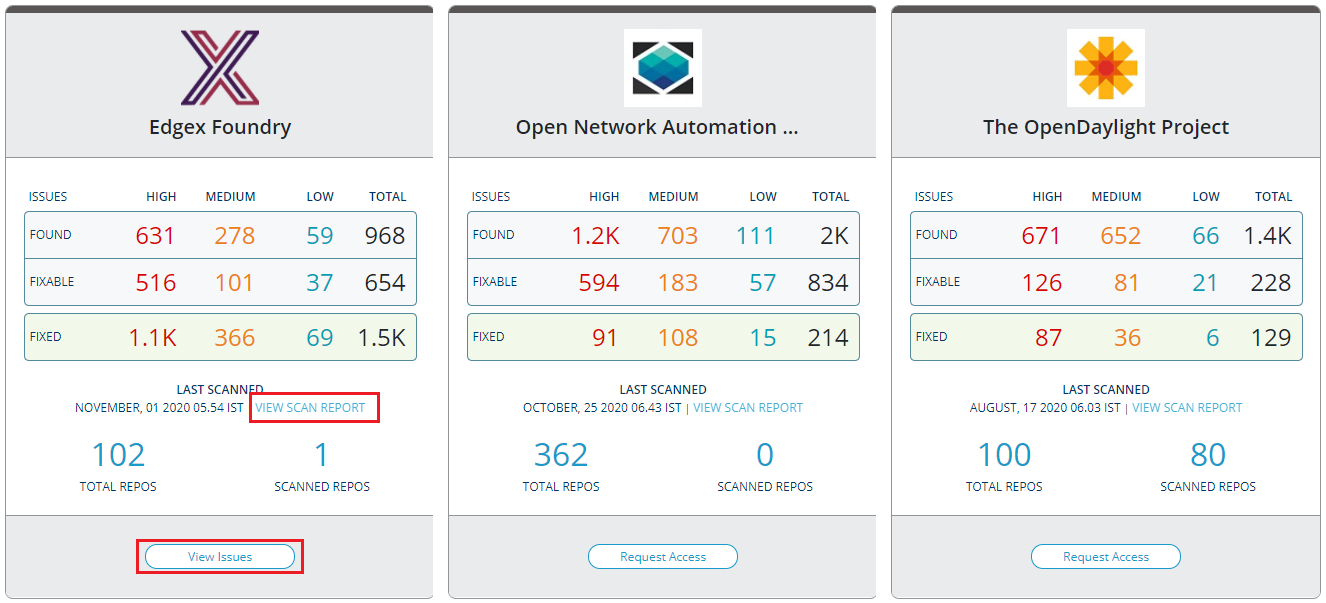 Edgex Foundry
ISSUES HIGH MEDIUM LOW TOTAL
FOUND 631 278 59 968
FIXABLE 516 101 37 654
FIXED 1.1K 366 69 1.5K
LAST SCANNED
NOVEMBER, 01 2020 05.54 IST VIEW SCAN REPORT
102 1
TOTAL REPOS SCANNED REPOS
View Issues
Open Network Automation ...
ISSUES HIGH MEDIUM LOW TOTAL
FOUND 1.2K 703 111 2K
FIXABLE 594 183 57 834
FIXED 91 108 15 214
LAST SCANNED
OCTOBER, 25 2020 06.43 IST | VIEW SCAN REPORT
362 0
TOTAL REPOS SCANNED REPOS
Request Access
The OpenDaylight Project
ISSUES HIGH MEDIUM LOW TOTAL
FOUND 671 652 66 1.4K
FIXABLE 126 81 21 228
FIXED 87 36 6 129
LAST SCANNED
AUGUST, 17 2020 06.03 IST | VIEW SCAN REPORT
100 80
TOTAL REPOS SCANNED REPOS
Request Access